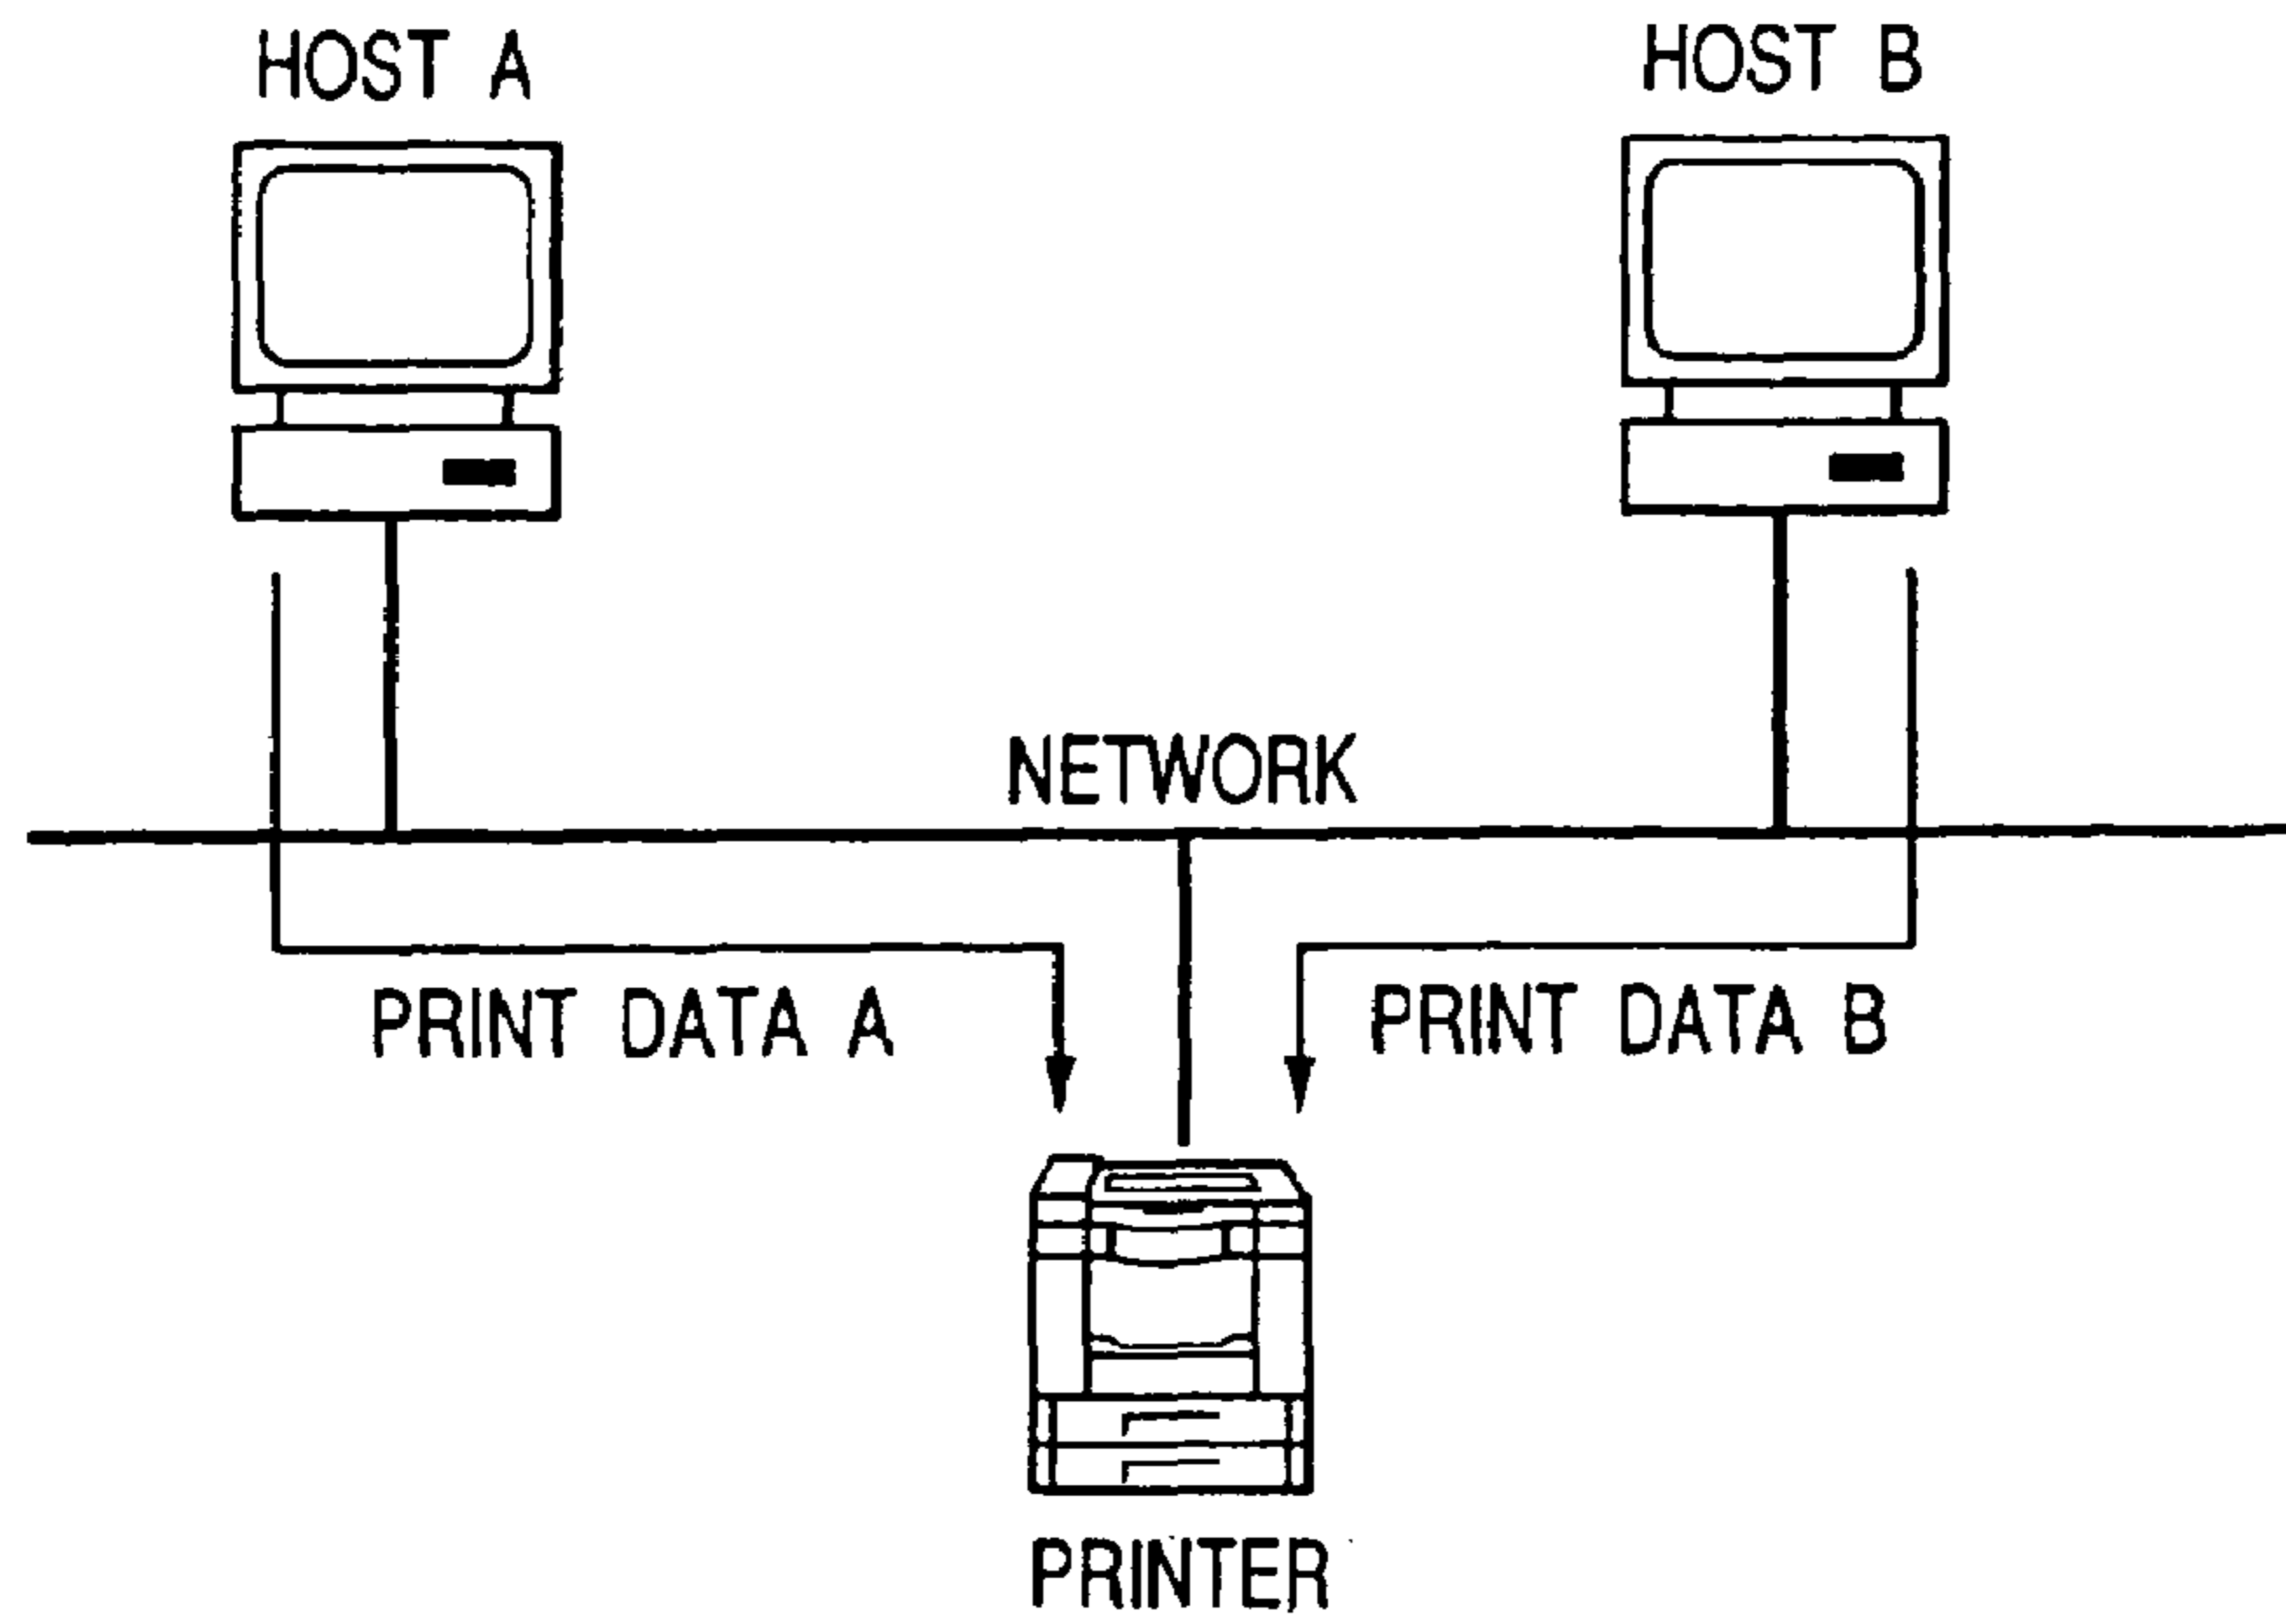 HOST A
HOST B
NETWORK
PRINT DATA A
PRINT DATA B
PRINTER